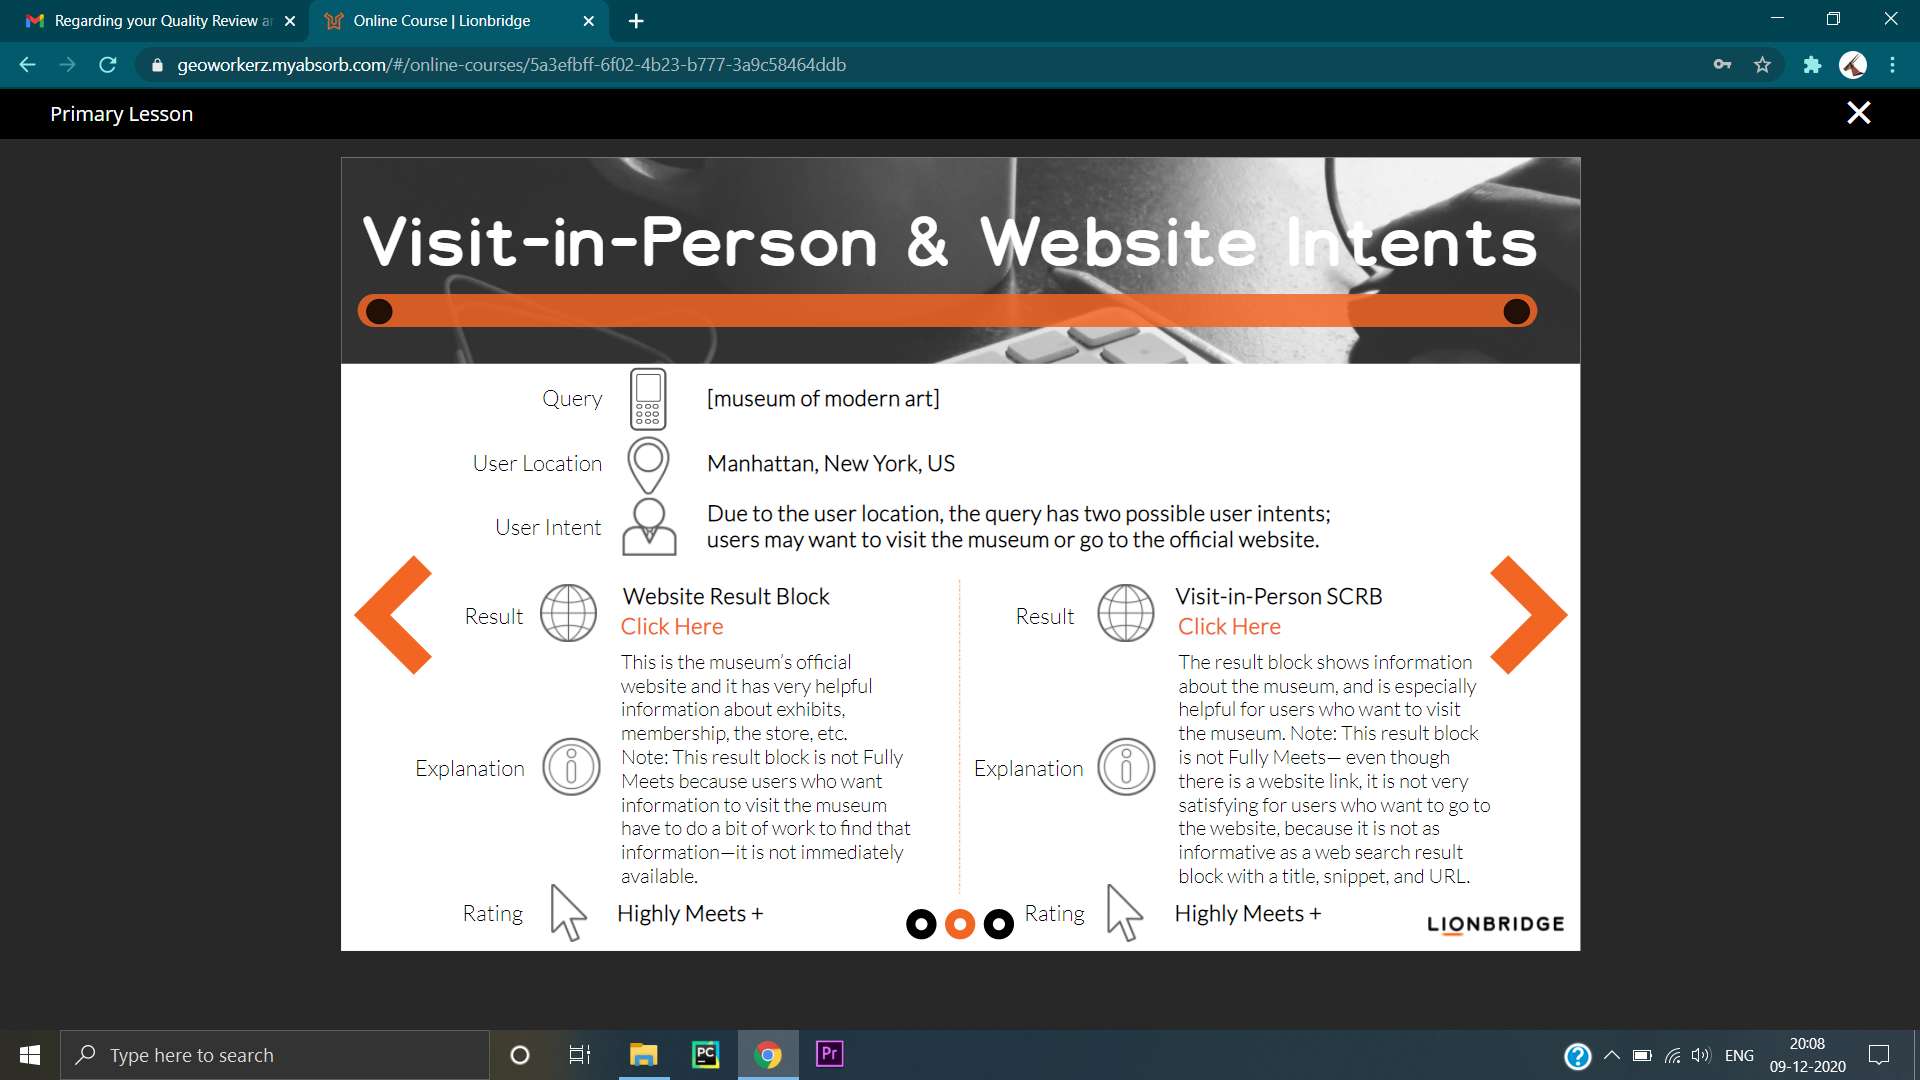 Regarding your Quality Review a
Online Course | Lionbridge
geoworkerz.myabsorb.com/#/online-courses/5a3efbff-6f02-4b23-b777-3a9c58464ddb
Primary Lesson
Visit-in-Person & Website Intents
Query
[museum of modern art]
User Location
Manhattan, New York, US
User Intent
Due to the user location, the query has two possible user intents;
users may want to visit the museum or go to the official website.
Result
Website Result Block
Click Here
Explanation
This is the museum's official
website and it has very helpful
information about exhibits,
membership, the store, etc.
Note: This result block is not Fully
Meets because users who want
information to visit the museum
have to do a bit of work to find that
information—it is not immediately
available.
Rating
Highly Meets +
Result
Visit-in-Person SCRB
Click Here
Explanation
The result block shows information
about the museum, and is especially
helpful for users who want to visit
the museum. Note: This result block
is not Fully Meets— even though
there is a website link, it is not very
satisfying for users who want to go to
the website, because it is not as
informative as a web search result
block with a title, snippet, and URL.
Rating
Highly Meets +
LIONBRIDGE
Type here to search
PC
Pr
?
ENG
20:08
09-12-2020